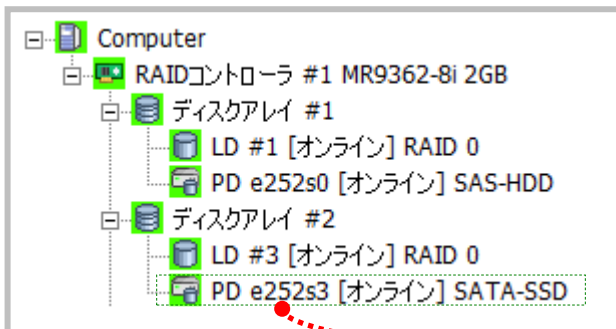 Computer
RAIDコントローラ #1 MR9362-8i 2GB
ディスクアレイ #1
LD #1 [オンライン] RAID 0
PD e252s0 [オンライン] SAS-HDD
ディスクアレイ #2
LD #3 [オンライン] RAID 0
PD e252s3 [オンライン] SATA-SSD